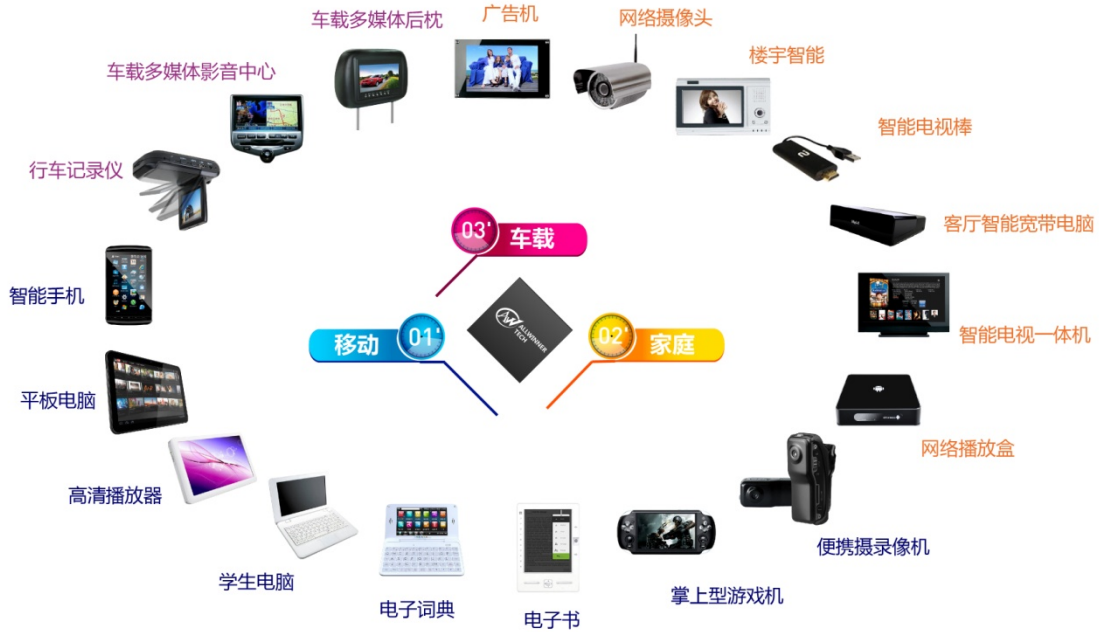 车载多媒体后枕
广告机
网络摄像头
车载多媒体影音中心
楼宇智能
智能电视棒
行车记录仪
客厅智能宽带电脑
03'
车载
智能手机
移动
01'
ALLWINNER
TECH
02'
家庭
智能电视一体机
平板电脑
网络播放盒
高清播放器
便携摄录像机
学生电脑
掌上型游戏机
电子词典
电子书